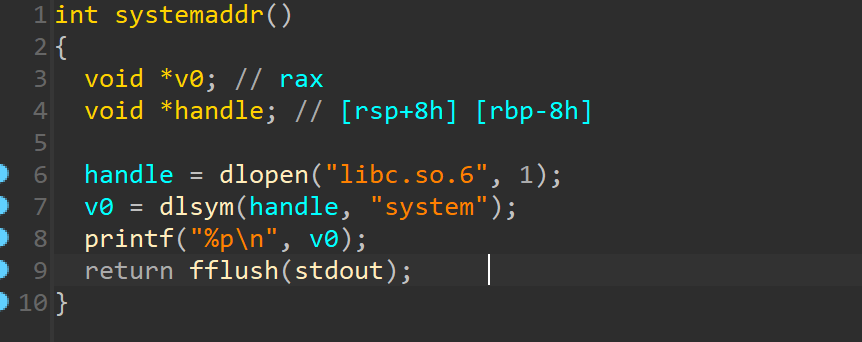 1 int systemaddr()
2 {
3   void *v0; // rax
4   void *handle; // [rsp+8h] [rbp-8h]
5
6   handle = dlopen("libc.so.6", 1);
7   v0 = dlsym(handle, "system");
8   printf("%p\n", v0);
9   return fflush(stdout);
10 }